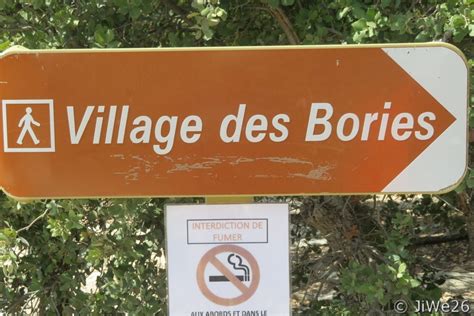 Village des Bories
INTERDICTION DE
FUMER
AUX ABORDS ET DANS LE
© JiWe26